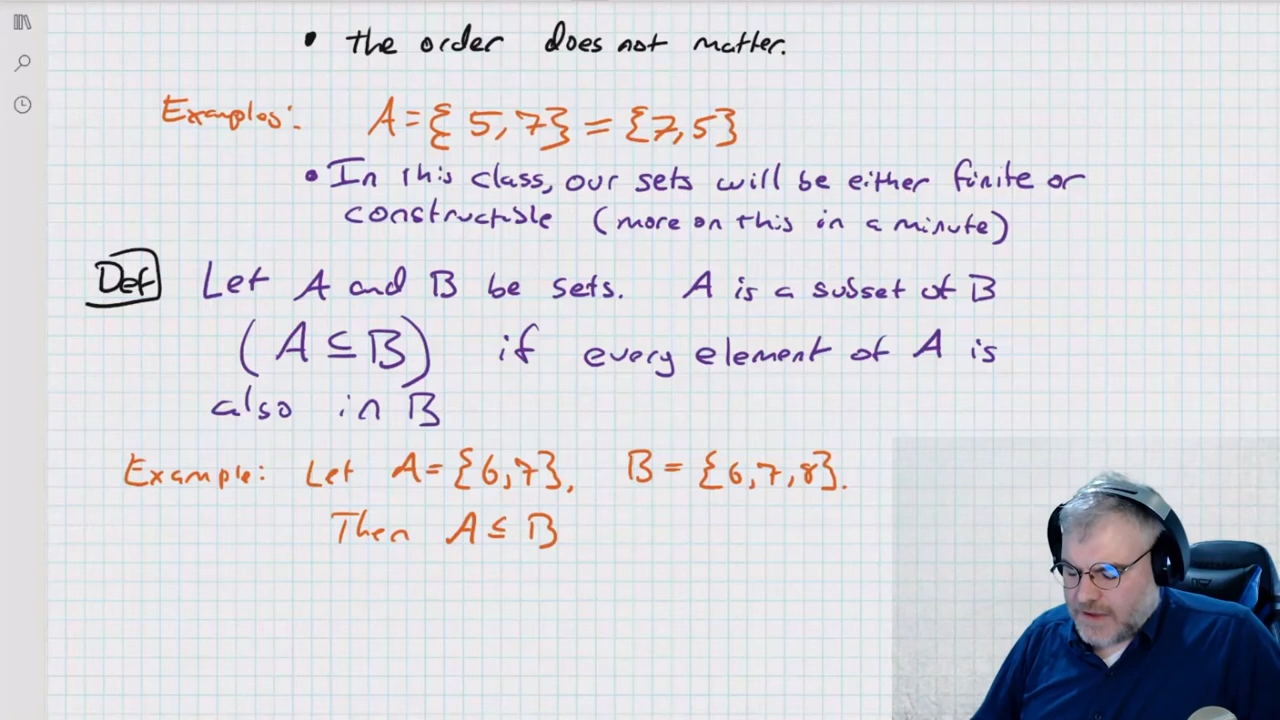 • the order does not matter.
Examples: A = {5,7} = {7,5}
• In this class, our sets will be either finite or
constructible (more on this in a minute)
Def Let A and B be sets. A is a subset of B
(A ⊆ B) if every element of A is
also in B
Example: Let A = {6,7}, B = {6,7,8}.
Then A ⊆ B